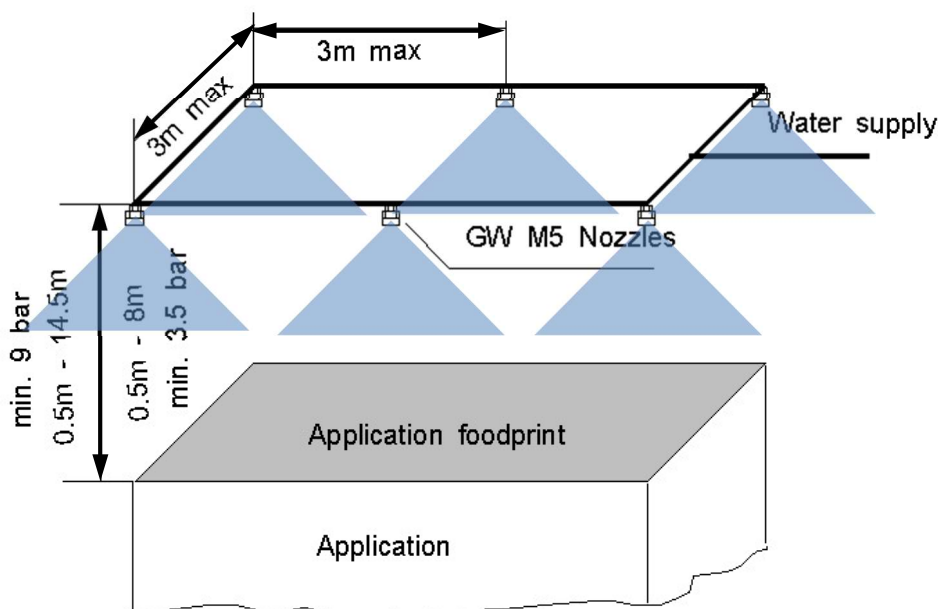 3m max
3m max
Water supply
GW M5 Nozzles
min. 9 bar
0.5m - 14.5m
0.5m - 8m
min. 3.5 bar
Application foodprint
Application